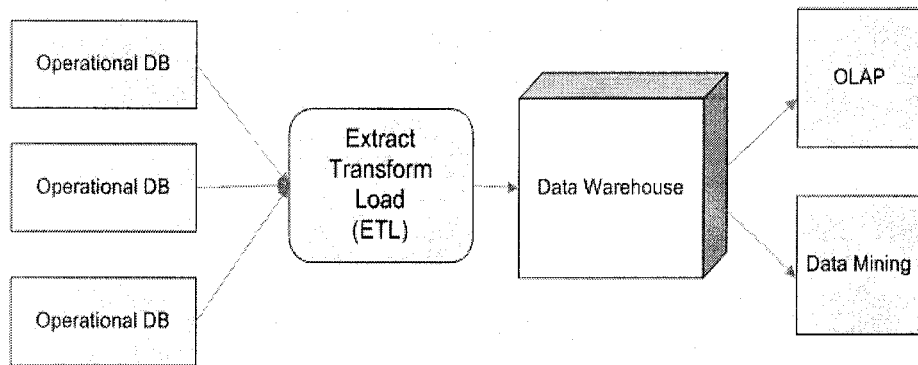 Operational DB
Operational DB
Operational DB
Extract
Transform
Load
(ETL)
Data Warehouse
OLAP
Data Mining